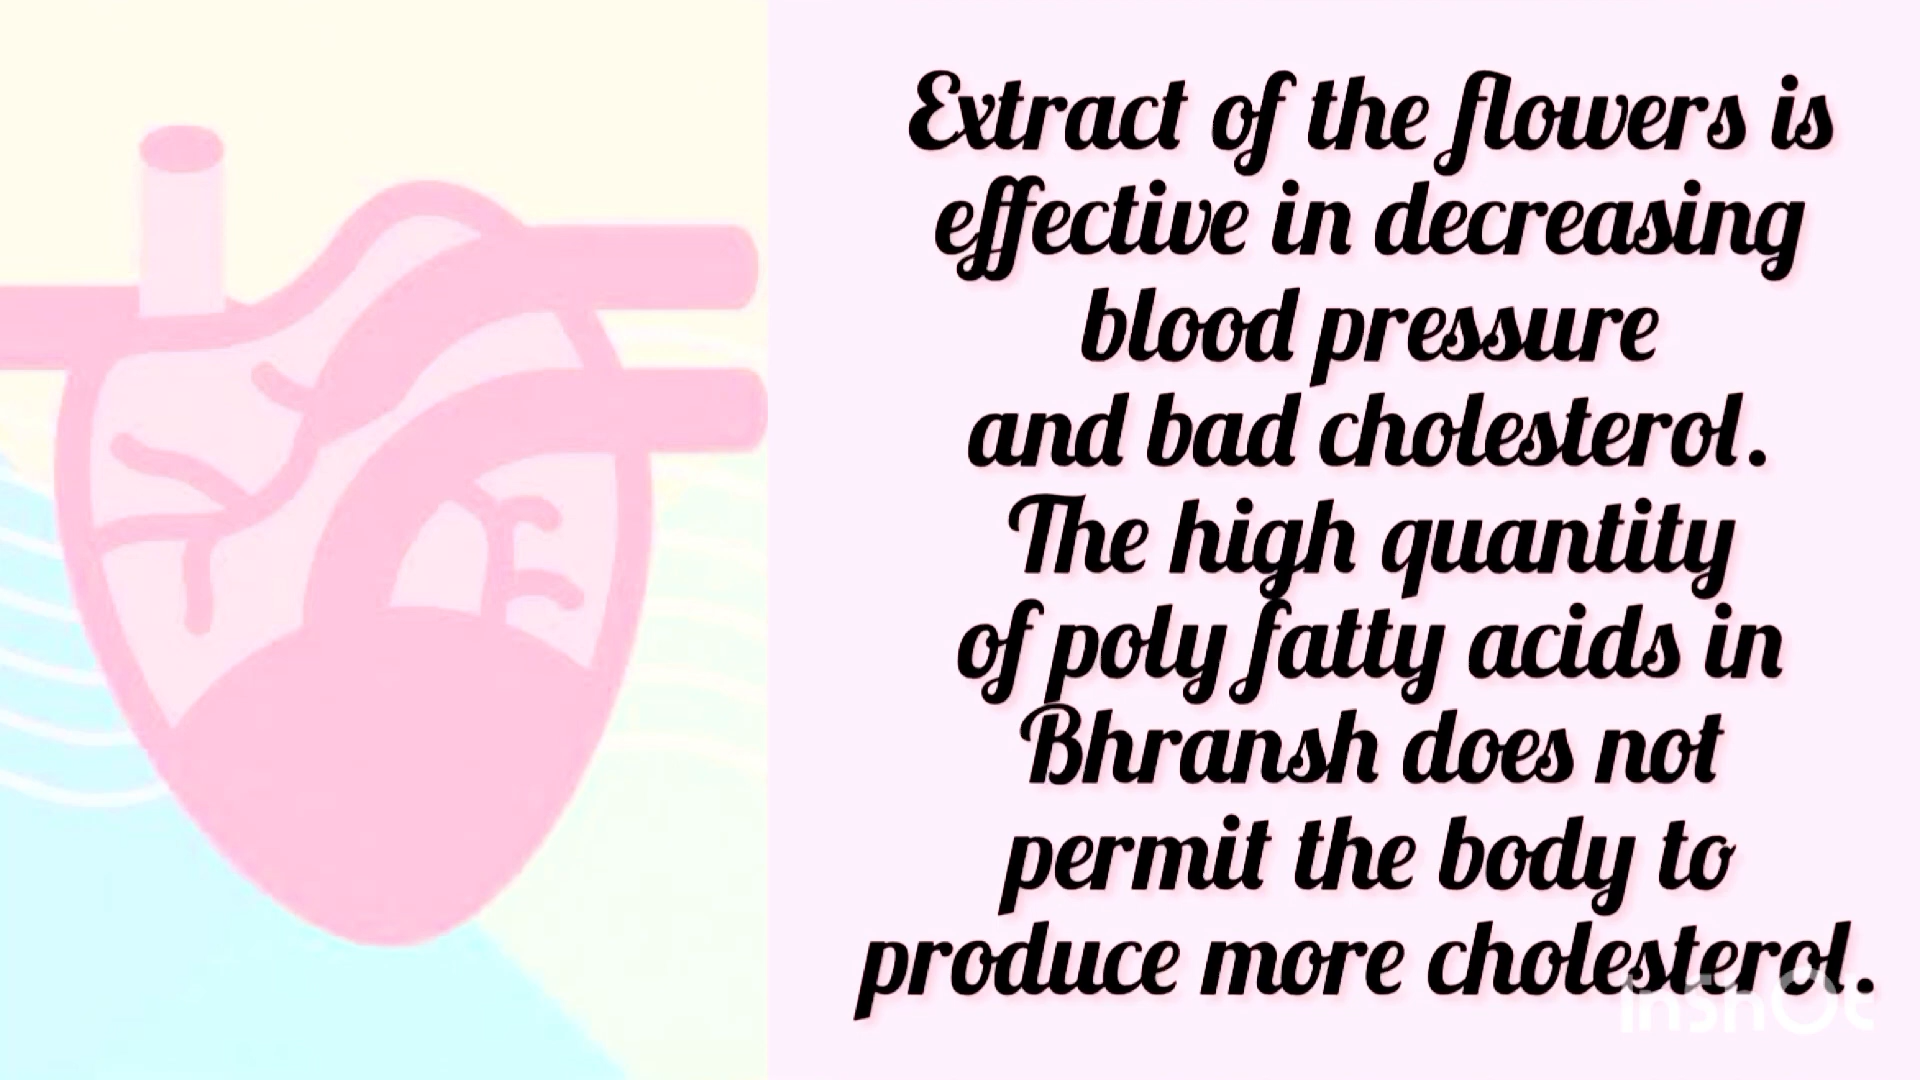 Extract of the flowers is
effective in decreasing
blood pressure
and bad cholesterol.
The high quantity
of poly fatty acids in
Bhransh does not
permit the body to
produce more cholesterol.
InShOt